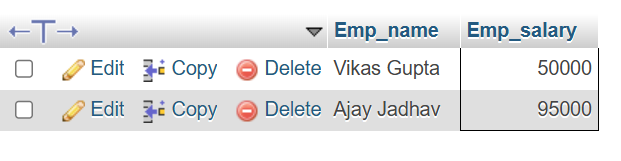 Emp_name Emp_salary
Edit Copy Delete Vikas Gupta 50000
Edit Copy Delete Ajay Jadhav 95000